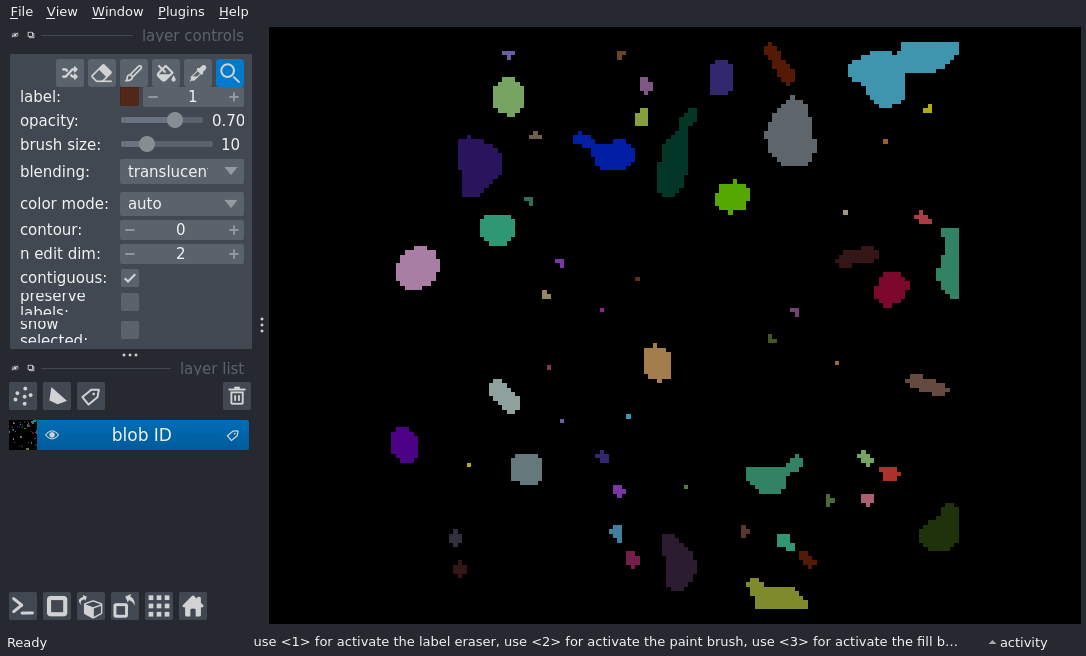 File View Window Plugins Help
layer controls
label: 1
opacity: 0.70
brush size: 10
blending: translucen
color mode: auto
contour: 0
n edit dim: 2
contiguous:
preserve
labels:
show
selected:
layer list
blob ID
Ready use <1> for activate the label eraser, use <2> for activate the paint brush, use <3> for activate the fill b... activity